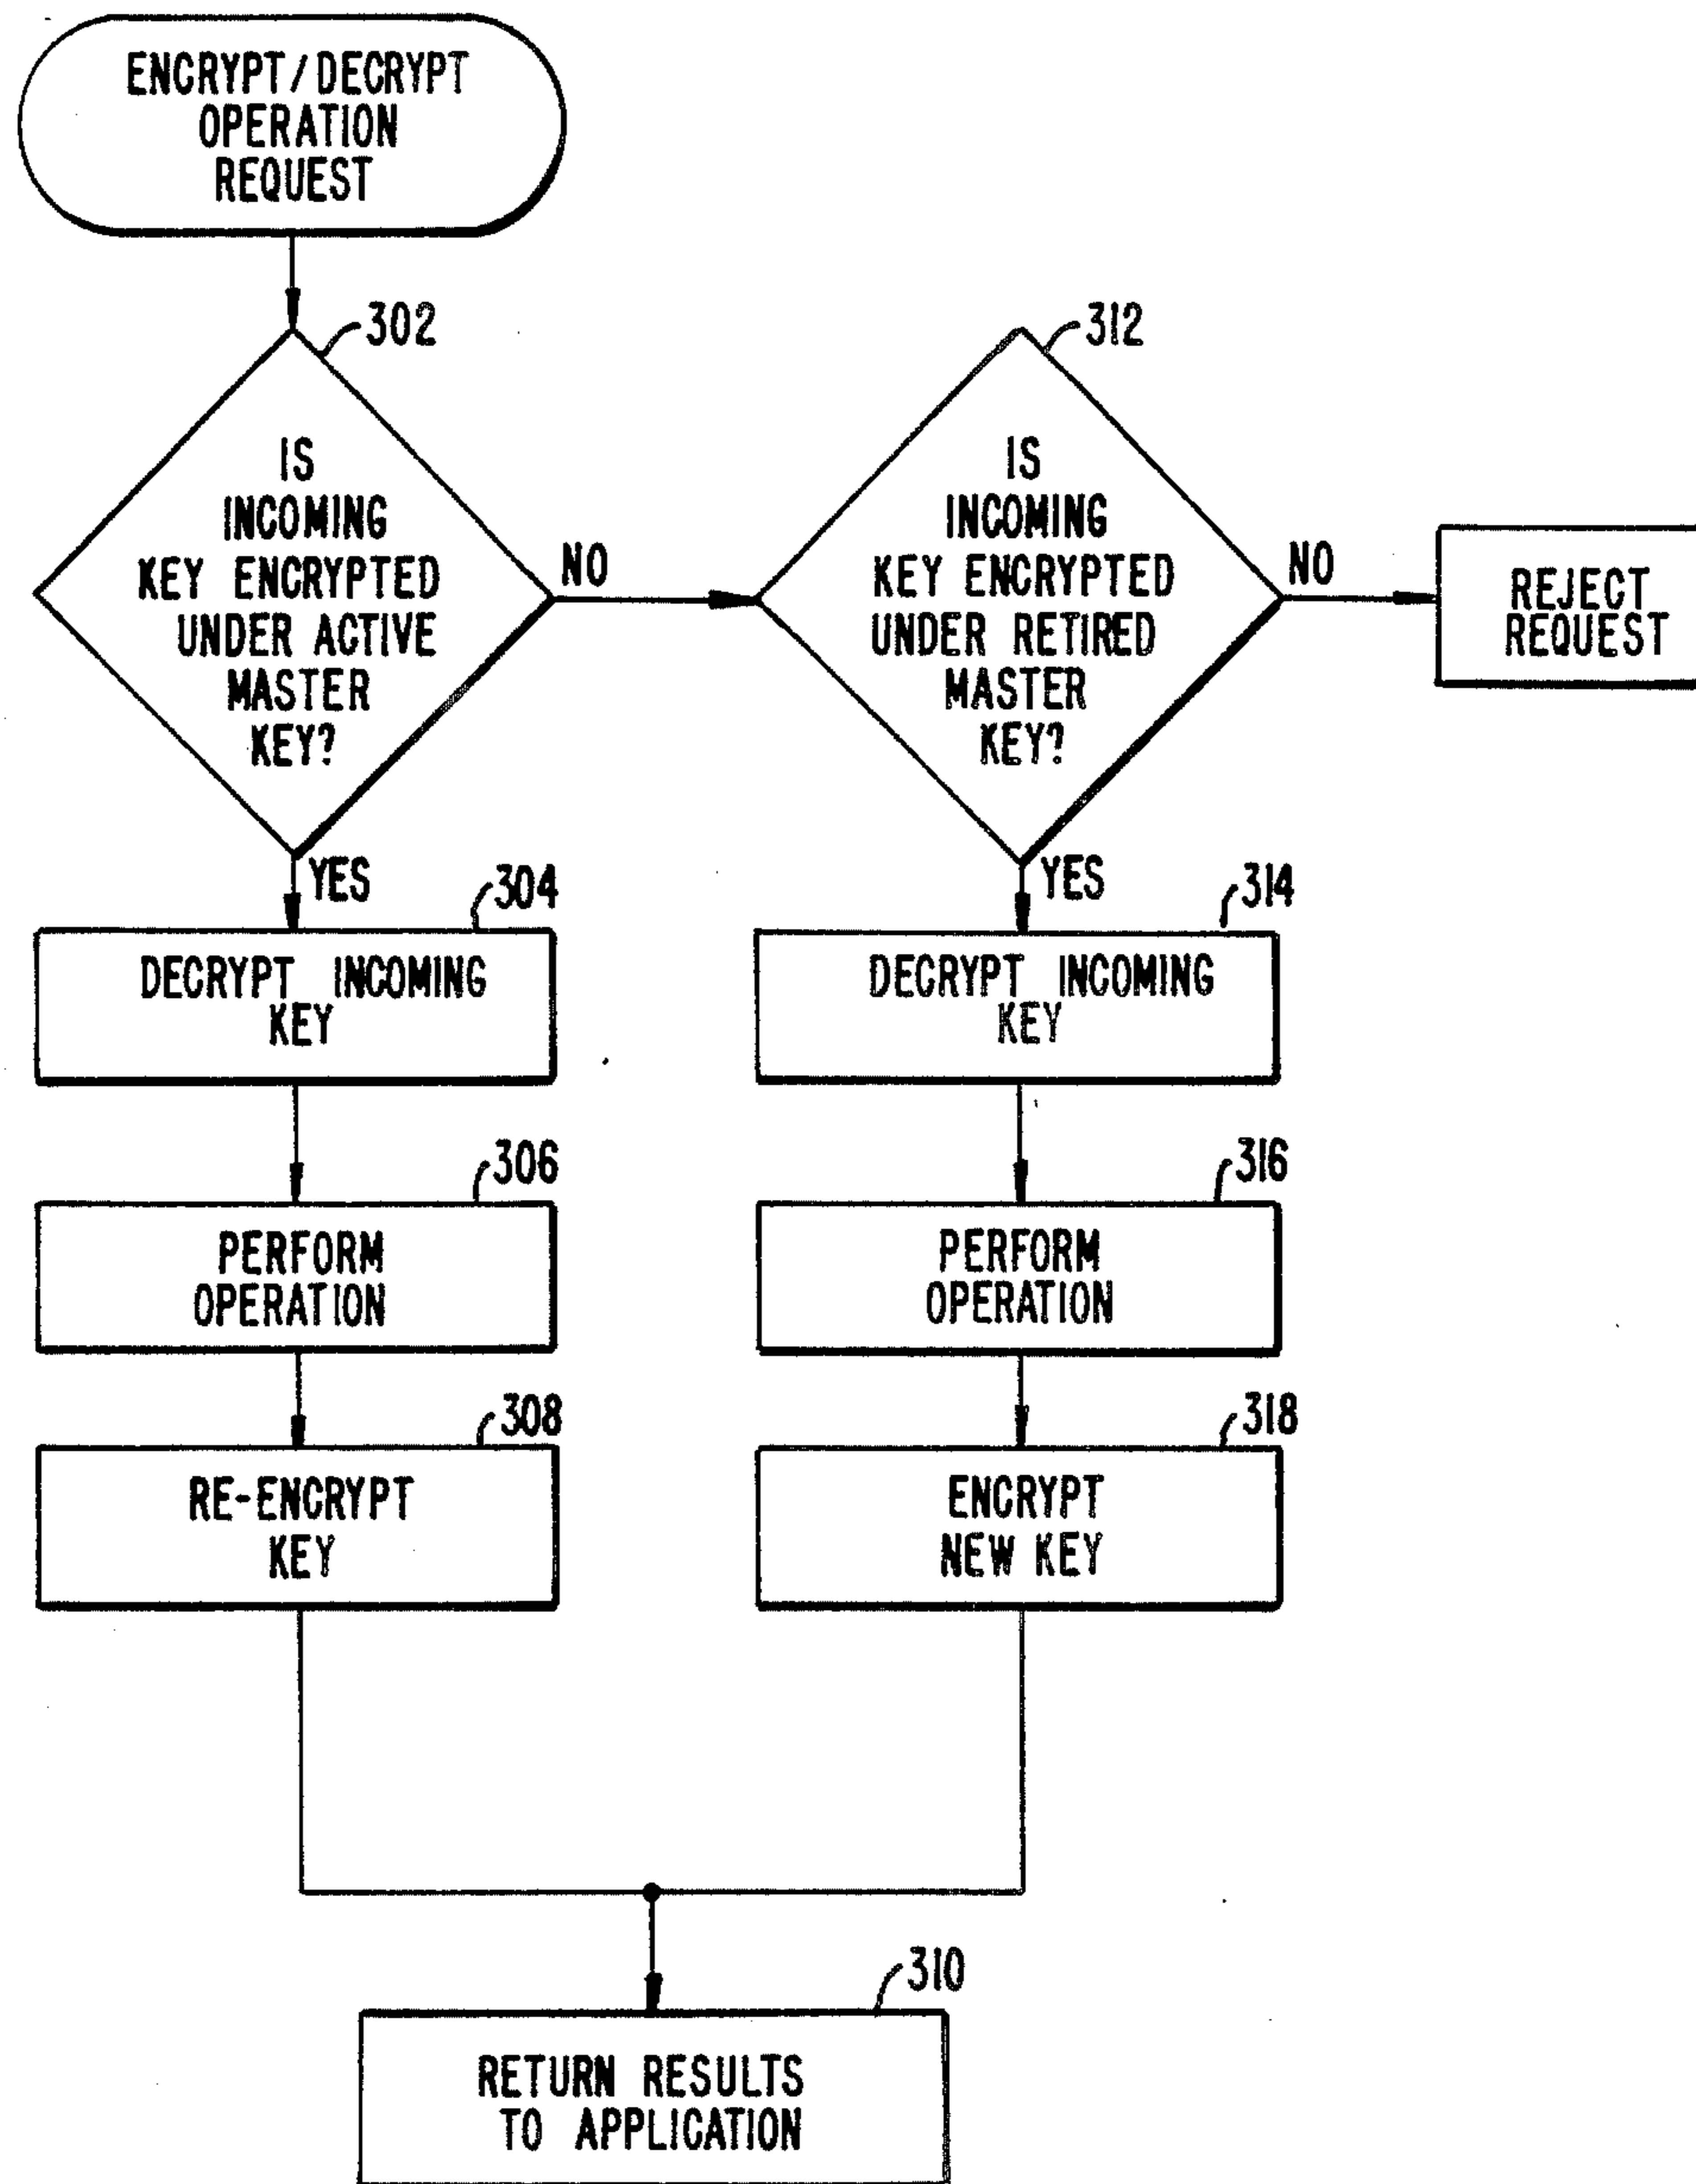 ENCRYPT/DECRYPT
OPERATION
REQUEST
302
IS
INCOMING
KEY ENCRYPTED
UNDER ACTIVE
MASTER
KEY?
NO
312
IS
INCOMING
KEY ENCRYPTED
UNDER RETIRED
MASTER
KEY?
NO
REJECT
REQUEST
YES
304
DECRYPT INCOMING
KEY
306
PERFORM
OPERATION
308
RE-ENCRYPT
KEY
YES
314
DECRYPT INCOMING
KEY
316
PERFORM
OPERATION
318
ENCRYPT
NEW KEY
310
RETURN RESULTS
TO APPLICATION